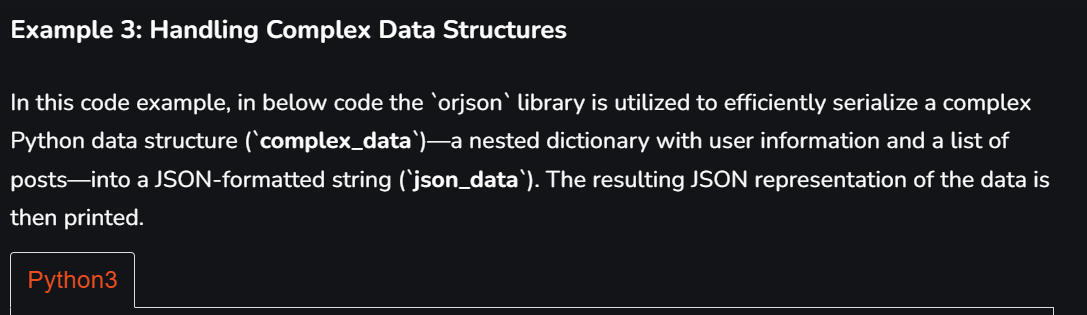 Example 3: Handling Complex Data Structures
In this code example, in below code the `orjson` library is utilized to efficiently serialize a complex
Python data structure (`complex_data`)—a nested dictionary with user information and a list of
posts—into a JSON-formatted string (`json_data`). The resulting JSON representation of the data is
then printed.
Python3